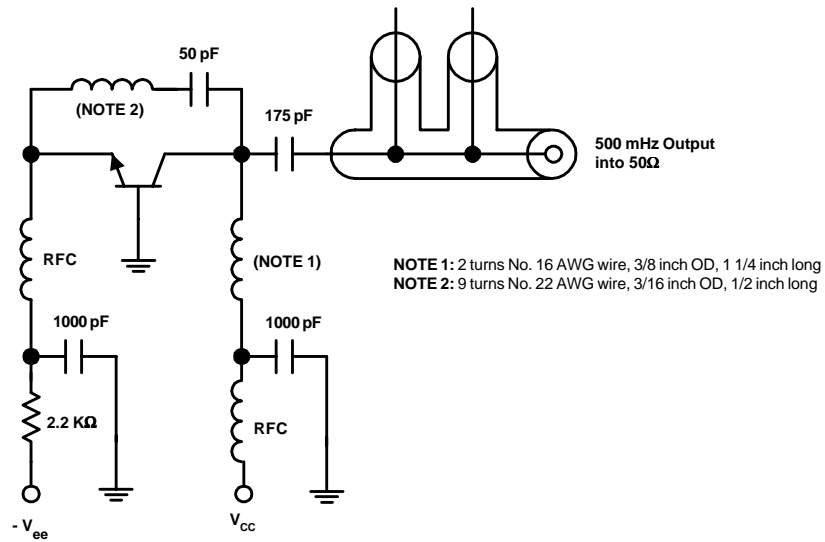 50 pF
(NOTE 2)
175 pF
500 mHz Output
into 50Ω
RFC
(NOTE 1)
NOTE 1: 2 turns No. 16 AWG wire, 3/8 inch OD, 1 1/4 inch long
NOTE 2: 9 turns No. 22 AWG wire, 3/16 inch OD, 1/2 inch long
1000 pF
1000 pF
2.2 KΩ
RFC
- Vee
VCC